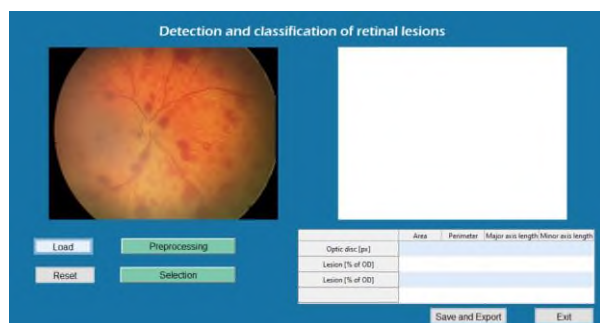 Detection and classification of retinal lesions
Load
Preprocessing
Reset
Selection
Area Perimeter Major axis length Minor axis length
Optic disc [px]
Lesion [% of OD]
Lesion [% of OD]
Save and Export
Exit